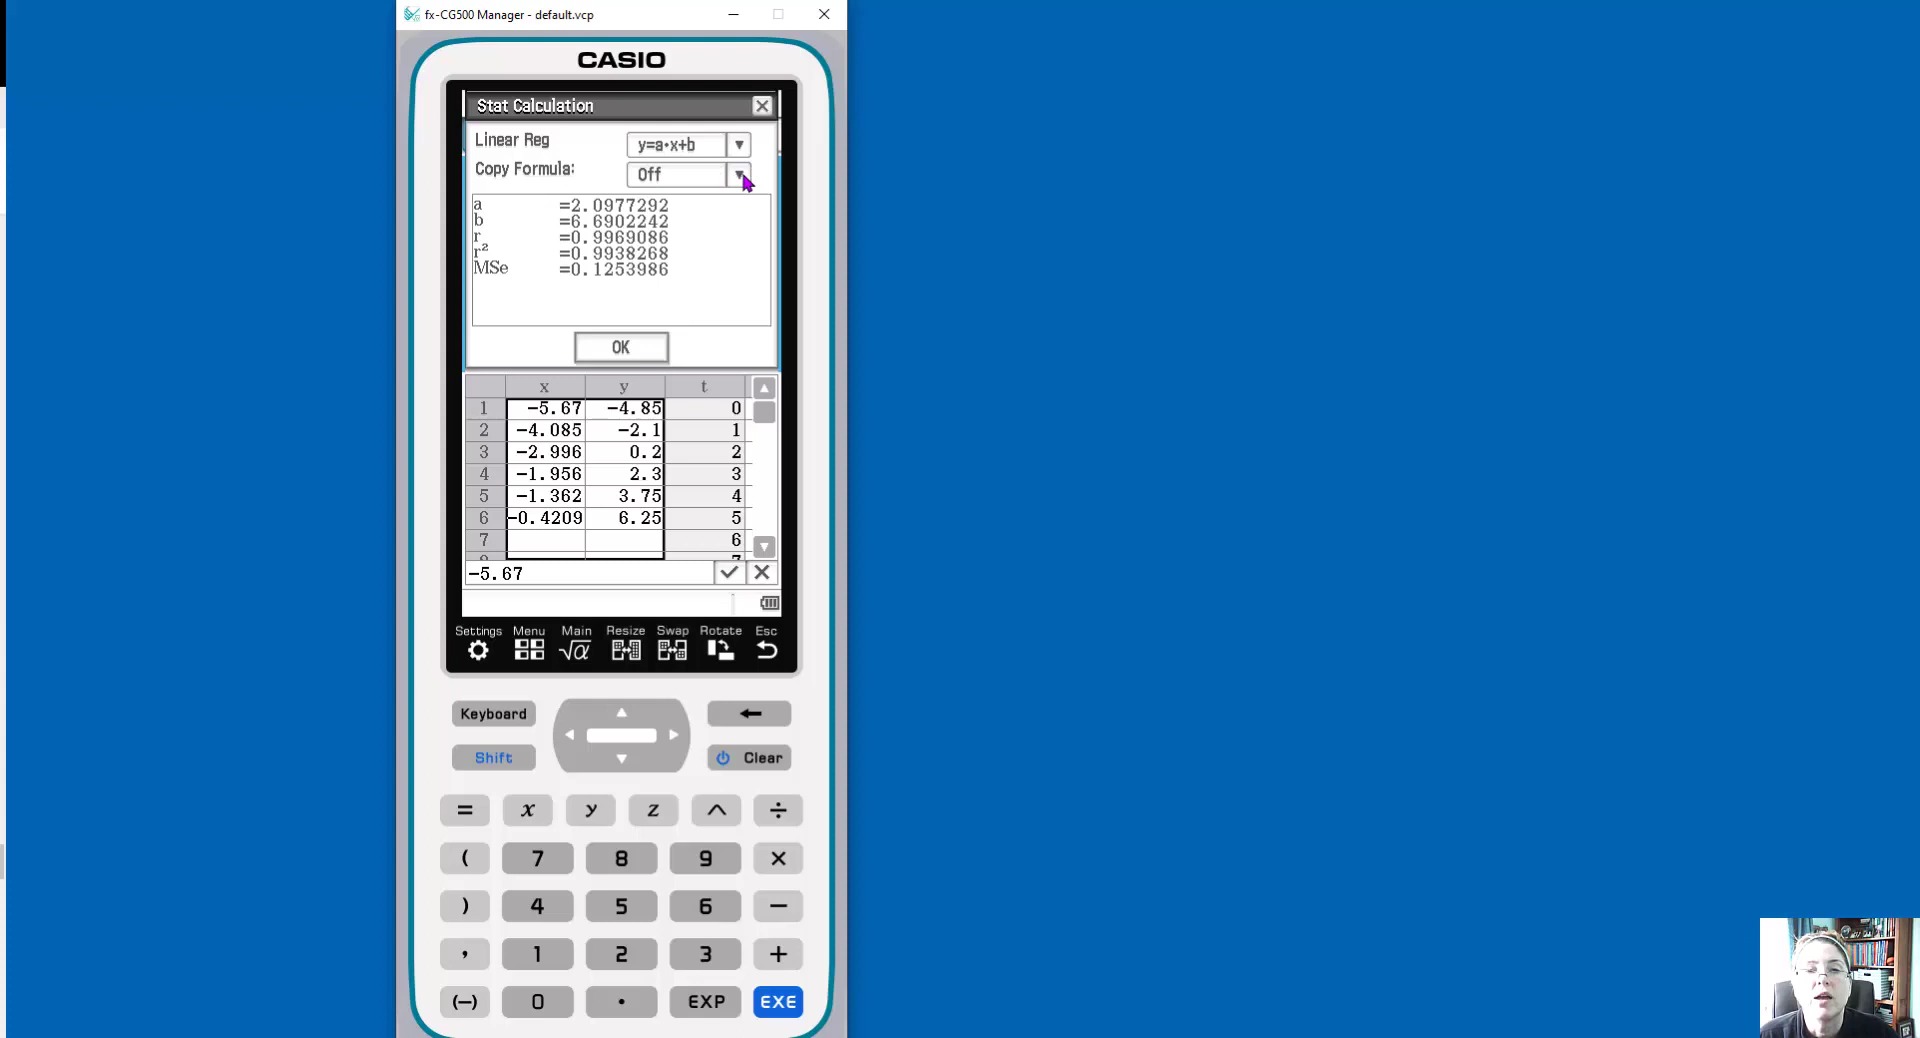 fx-CG500 Manager - default.vcp
CASIO
Stat Calculation
Linear Reg y=a·x+b
Copy Formula: Off
a =2.0977292
b =6.6902242
r =0.9969086
r² =0.9938268
MSe =0.1253986
OK
x y t
1 -5.67 -4.85 0
2 -4.085 -2.1 1
3 -2.996 0.2 2
4 -1.956 2.3 3
5 -1.362 3.75 4
6 -0.4209 6.25 5
7 6
-5.67
Settings Menu Main Resize Swap Rotate Esc
√α
Keyboard
Shift Clear
= x y z ^ ÷
( 7 8 9 ×
) 4 5 6 −
, 1 2 3 +
(−) 0 . EXP EXE